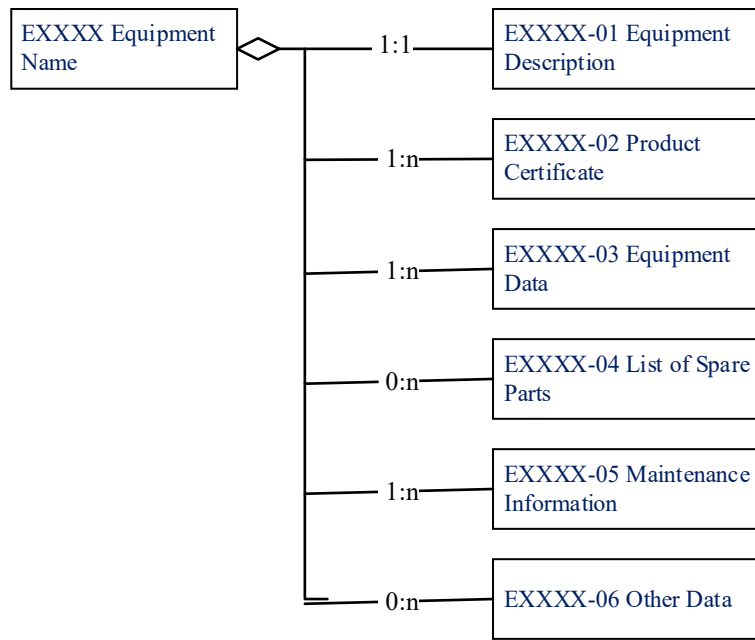 EXXXX Equipment
Name
1:1
EXXXX-01 Equipment
Description
1:n
EXXXX-02 Product
Certificate
1:n
EXXXX-03 Equipment
Data
0:n
EXXXX-04 List of Spare
Parts
1:n
EXXXX-05 Maintenance
Information
0:n
EXXXX-06 Other Data